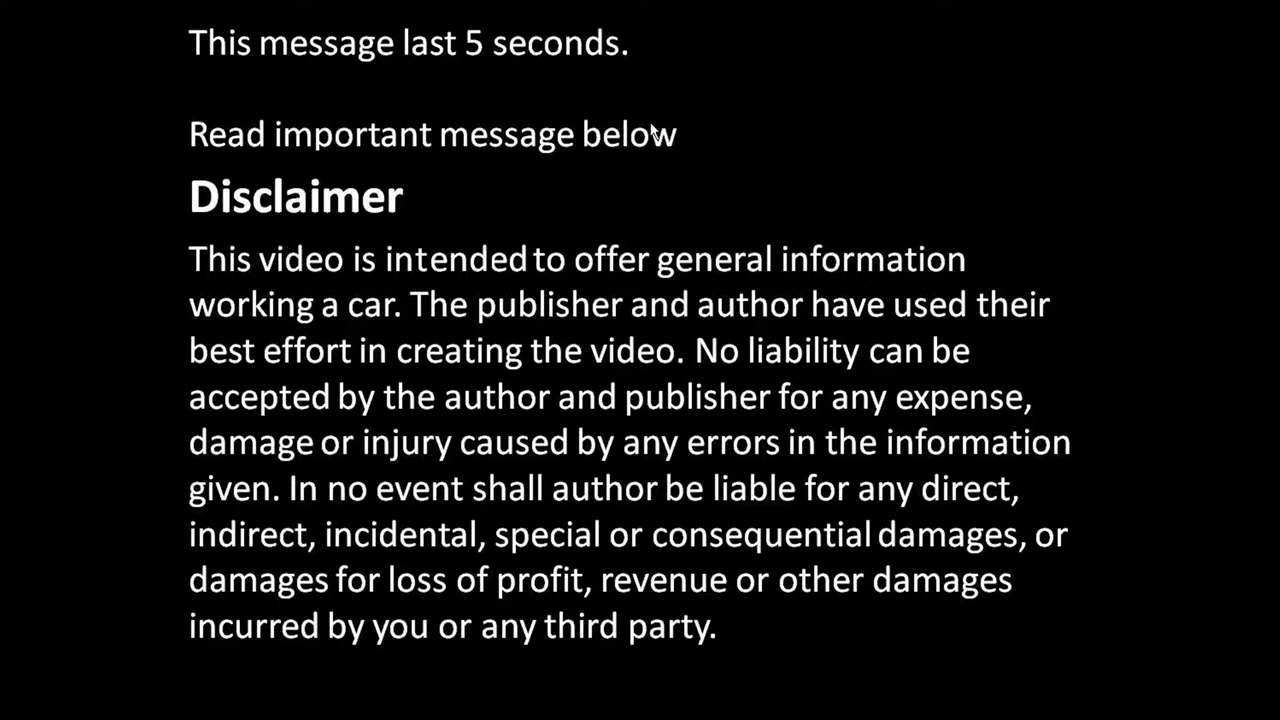 This message last 5 seconds.
Read important message below
Disclaimer
This video is intended to offer general information
working a car. The publisher and author have used their
best effort in creating the video. No liability can be
accepted by the author and publisher for any expense,
damage or injury caused by any errors in the information
given. In no event shall author be liable for any direct,
indirect, incidental, special or consequential damages, or
damages for loss of profit, revenue or other damages
incurred by you or any third party.